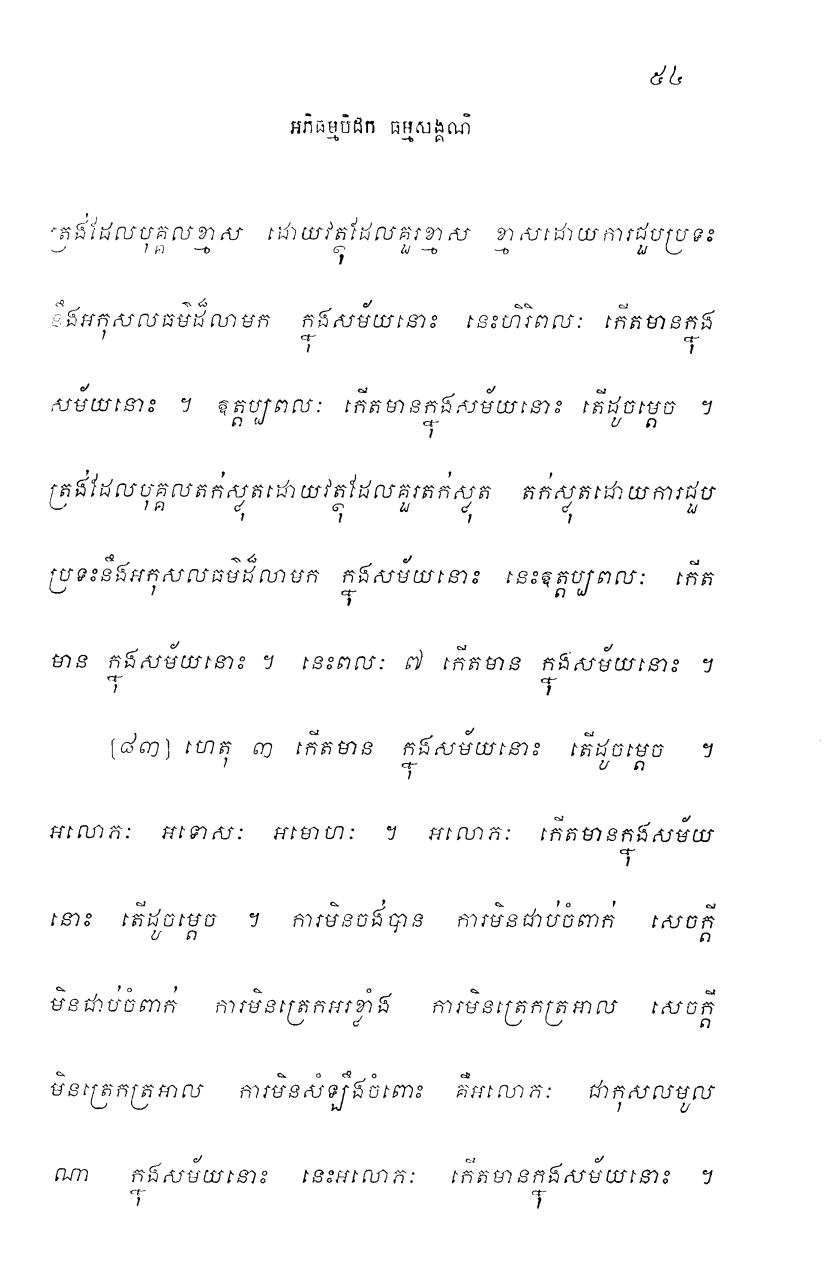 ៥៤
អភិធម្មបិដក ធម្មសង្គណី
ត្រង់ដែលបុគ្គលខ្មាស ដោយវត្ថុដែលគួរខ្មាស ខ្មាសដោយការជួបប្រទះ
នឹងអកុសលធម៌ដ៏លាមក ក្នុងសម័យនោះ នេះហិរិពលៈ កើតមានក្នុង
សម័យនោះ ។ ឧត្តប្បពលៈ កើតមានក្នុងសម័យនោះ តើដូចម្តេច ។
ត្រង់ដែលបុគ្គលតក់ស្លុតដោយវត្ថុដែលគួរតក់ស្លុត តក់ស្លុតដោយការជួប
ប្រទះនឹងអកុសលធម៌ដ៏លាមក ក្នុងសម័យនោះ នេះឧត្តប្បពលៈ កើត
មាន ក្នុងសម័យនោះ ។ នេះពលៈ ៧ កើតមាន ក្នុងសម័យនោះ ។
[៨៣] ហេតុ ៣ កើតមាន ក្នុងសម័យនោះ តើដូចម្តេច ។
អលោភៈ អទោសៈ អមោហៈ ។ អលោភៈ កើតមានក្នុងសម័យ
នោះ តើដូចម្តេច ។ ការមិនចង់បាន ការមិនជាប់ចំពាក់ សេចក្តី
មិនជាប់ចំពាក់ ការមិនត្រេកអរខ្លាំង ការមិនត្រេកត្រអាល សេចក្តី
មិនត្រេកត្រអាល ការមិនសំឡឹងចំពោះ គឺអលោភៈ ជាកុសលមូល
ណា ក្នុងសម័យនោះ នេះអលោភៈ កើតមានក្នុងសម័យនោះ ។